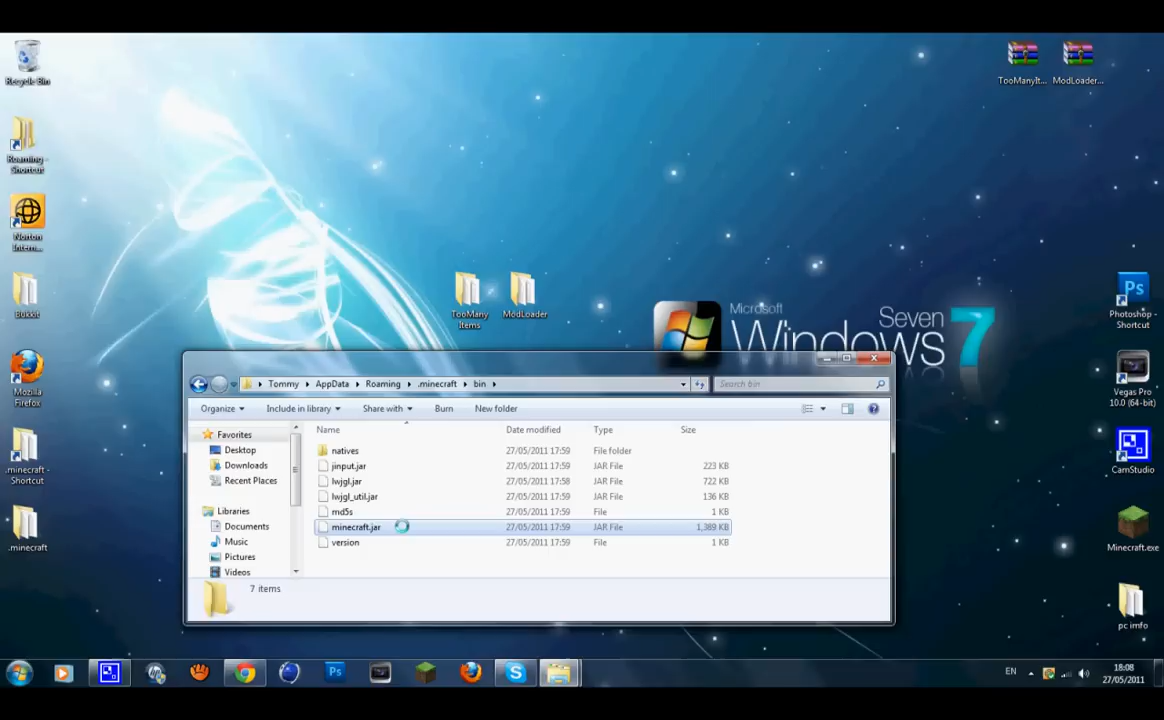 Recycle Bin
Roaming -
Shortcut
Norton
Intern...
Bukkit
Mozilla
Firefox
.minecraft -
Shortcut
.minecraft
TooManyIt...
ModLoader...
TooMany
Items
ModLoader
Microsoft
Windows Seven 7
Ps
Photoshop -
Shortcut
Vegas Pro
10.0 (64-bit)
CamStudio
Minecraft.exe
pc imfo
Tommy
AppData
Roaming
.minecraft
bin
Search bin
Organize
Include in library
Share with
Burn
New folder
Name Date modified Type Size
natives 27/05/2011 17:59 File folder
jinput.jar 27/05/2011 17:59 JAR File 223 KB
lwjgl.jar 27/05/2011 17:58 JAR File 722 KB
lwjgl_util.jar 27/05/2011 17:59 JAR File 136 KB
md5s 27/05/2011 17:59 File 1 KB
minecraft.jar 27/05/2011 17:59 JAR File 1,389 KB
version 27/05/2011 17:59 File 1 KB
Favorites
Desktop
Downloads
Recent Places
Libraries
Documents
Music
Pictures
Videos
7 items
Ps
EN
18:08
27/05/2011